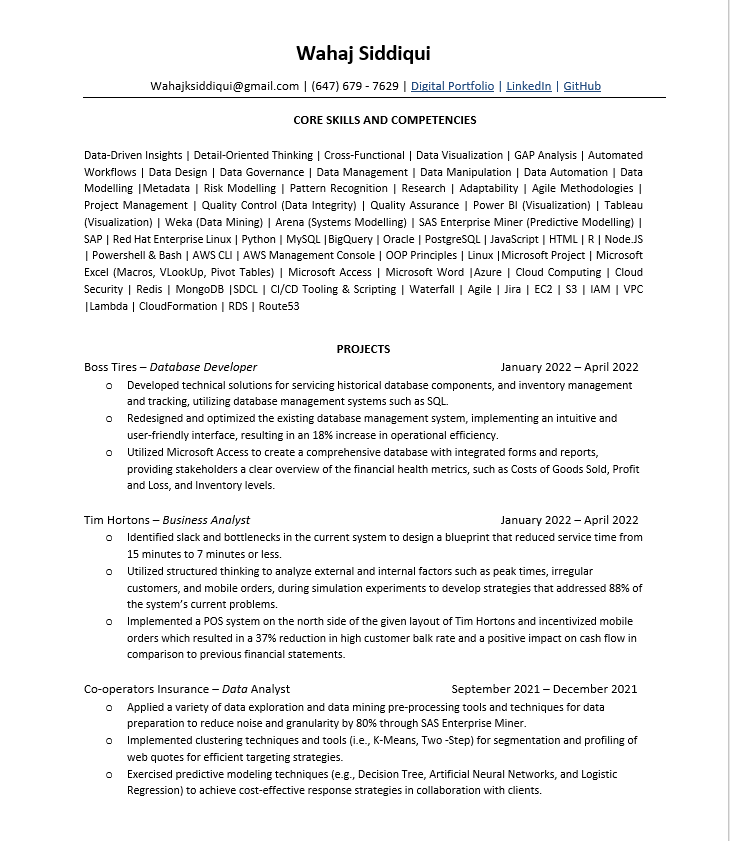 Wahaj Siddiqui
Wahajksiddiqui@gmail.com | (647) 679 - 7629 | Digital Portfolio | LinkedIn | GitHub
CORE SKILLS AND COMPETENCIES
Data-Driven Insights | Detail-Oriented Thinking | Cross-Functional | Data Visualization | GAP Analysis | Automated
Workflows | Data Design | Data Governance | Data Management | Data Manipulation | Data Automation | Data
Modelling |Metadata | Risk Modelling | Pattern Recognition | Research | Adaptability | Agile Methodologies |
Project Management | Quality Control (Data Integrity) | Quality Assurance | Power BI (Visualization) | Tableau
(Visualization) | Weka (Data Mining) | Arena (Systems Modelling) | SAS Enterprise Miner (Predictive Modelling) |
SAP | Red Hat Enterprise Linux | Python | MySQL |BigQuery | Oracle | PostgreSQL | JavaScript | HTML | R | Node.JS
| Powershell & Bash | AWS CLI | AWS Management Console | OOP Principles | Linux |Microsoft Project | Microsoft
Excel (Macros, VLookUp, Pivot Tables) | Microsoft Access | Microsoft Word |Azure | Cloud Computing | Cloud
Security | Redis | MongoDB |SDCL | CI/CD Tooling & Scripting | Waterfall | Agile | Jira | EC2 | S3 | IAM | VPC
|Lambda | CloudFormation | RDS | Route53
PROJECTS
Boss Tires – Database Developer January 2022 – April 2022
o Developed technical solutions for servicing historical database components, and inventory management
and tracking, utilizing database management systems such as SQL.
o Redesigned and optimized the existing database management system, implementing an intuitive and
user-friendly interface, resulting in an 18% increase in operational efficiency.
o Utilized Microsoft Access to create a comprehensive database with integrated forms and reports,
providing stakeholders a clear overview of the financial health metrics, such as Costs of Goods Sold, Profit
and Loss, and Inventory levels.
Tim Hortons – Business Analyst January 2022 – April 2022
o Identified slack and bottlenecks in the current system to design a blueprint that reduced service time from
15 minutes to 7 minutes or less.
o Utilized structured thinking to analyze external and internal factors such as peak times, irregular
customers, and mobile orders, during simulation experiments to develop strategies that addressed 88% of
the system's current problems.
o Implemented a POS system on the north side of the given layout of Tim Hortons and incentivized mobile
orders which resulted in a 37% reduction in high customer balk rate and a positive impact on cash flow in
comparison to previous financial statements.
Co-operators Insurance – Data Analyst September 2021 – December 2021
o Applied a variety of data exploration and data mining pre-processing tools and techniques for data
preparation to reduce noise and granularity by 80% through SAS Enterprise Miner.
o Implemented clustering techniques and tools (i.e., K-Means, Two -Step) for segmentation and profiling of
web quotes for efficient targeting strategies.
o Exercised predictive modeling techniques (e.g., Decision Tree, Artificial Neural Networks, and Logistic
Regression) to achieve cost-effective response strategies in collaboration with clients.